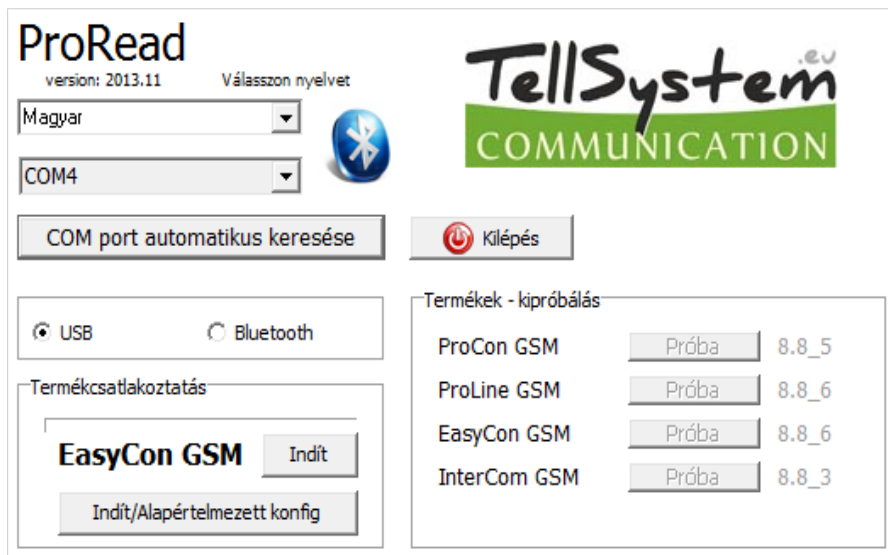 ProRead
version: 2013.11
Válasszon nyelvet
Magyar
COM4
TellSystem.eu
COMMUNICATION
COM port automatikus keresése
Kilépés
USB
Bluetooth
Termékcsatlakoztatás
EasyCon GSM
Indít
Indít/Alapértelmezett konfig
Termékek - kipróbálás
ProCon GSM Próba 8.8_5
ProLine GSM Próba 8.8_6
EasyCon GSM Próba 8.8_6
InterCom GSM Próba 8.8_3